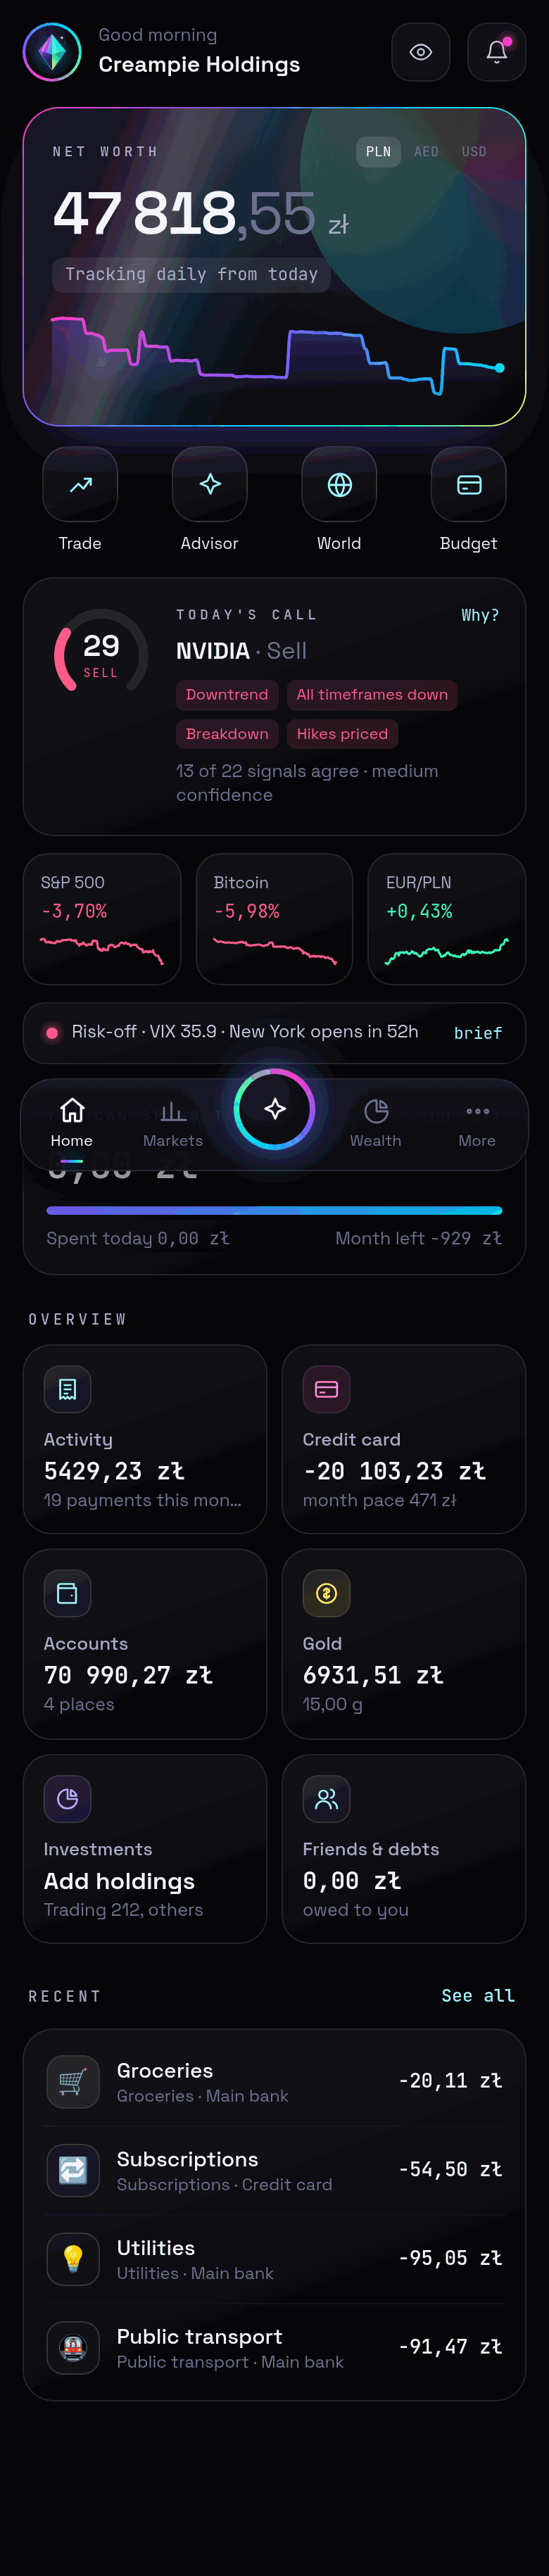 Good morning
Creampie Holdings
NET WORTH
PLN AED USD
47 818,55 zł
Tracking daily from today
Trade Advisor World Budget
TODAY'S CALL Why?
29
SELL
NVIDIA · Sell
Downtrend All timeframes down
Breakdown Hikes priced
13 of 22 signals agree · medium
confidence
S&P 500
-3,70%
Bitcoin
-5,98%
EUR/PLN
+0,43%
Risk-off · VIX 35.9 · New York opens in 52h brief
Home Markets Wealth More
0,00 zł
Spent today 0,00 zł Month left -929 zł
OVERVIEW
Activity
5429,23 zł
19 payments this mon…
Credit card
-20 103,23 zł
month pace 471 zł
Accounts
70 990,27 zł
4 places
Gold
6931,51 zł
15,00 g
Investments
Add holdings
Trading 212, others
Friends & debts
0,00 zł
owed to you
RECENT See all
Groceries
Groceries · Main bank
-20,11 zł
Subscriptions
Subscriptions · Credit card
-54,50 zł
Utilities
Utilities · Main bank
-95,05 zł
Public transport
Public transport · Main bank
-91,47 zł